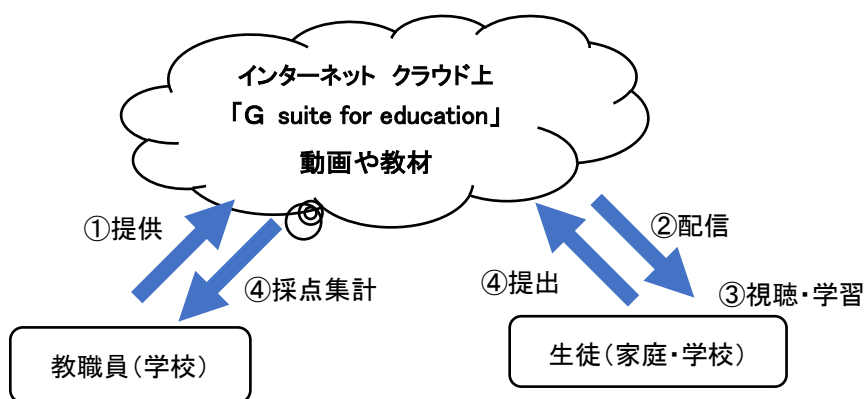 インターネット クラウド上
「G suite for education」
動画や教材
①提供
②配信
④採点集計
④提出
③視聴・学習
教職員(学校)
生徒(家庭・学校)